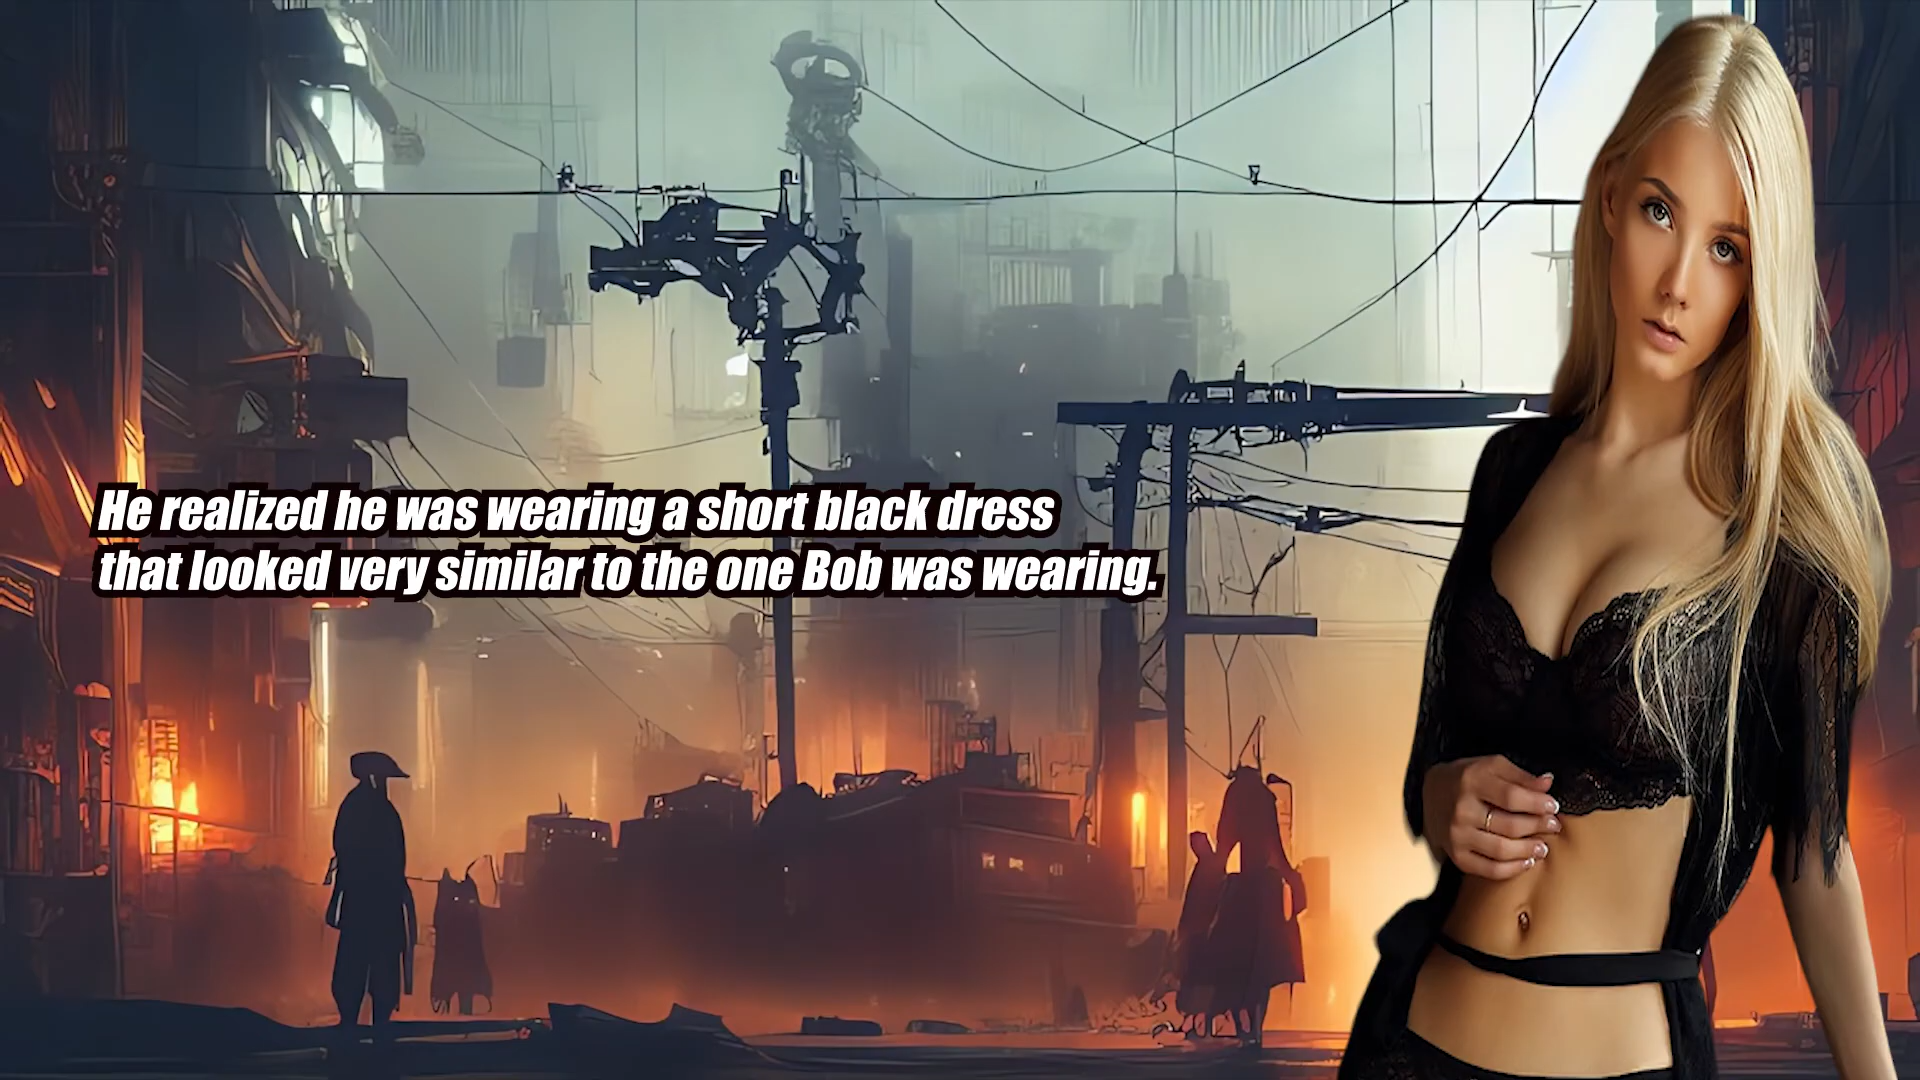 He realized he was wearing a short black dress
that looked very similar to the one Bob was wearing.